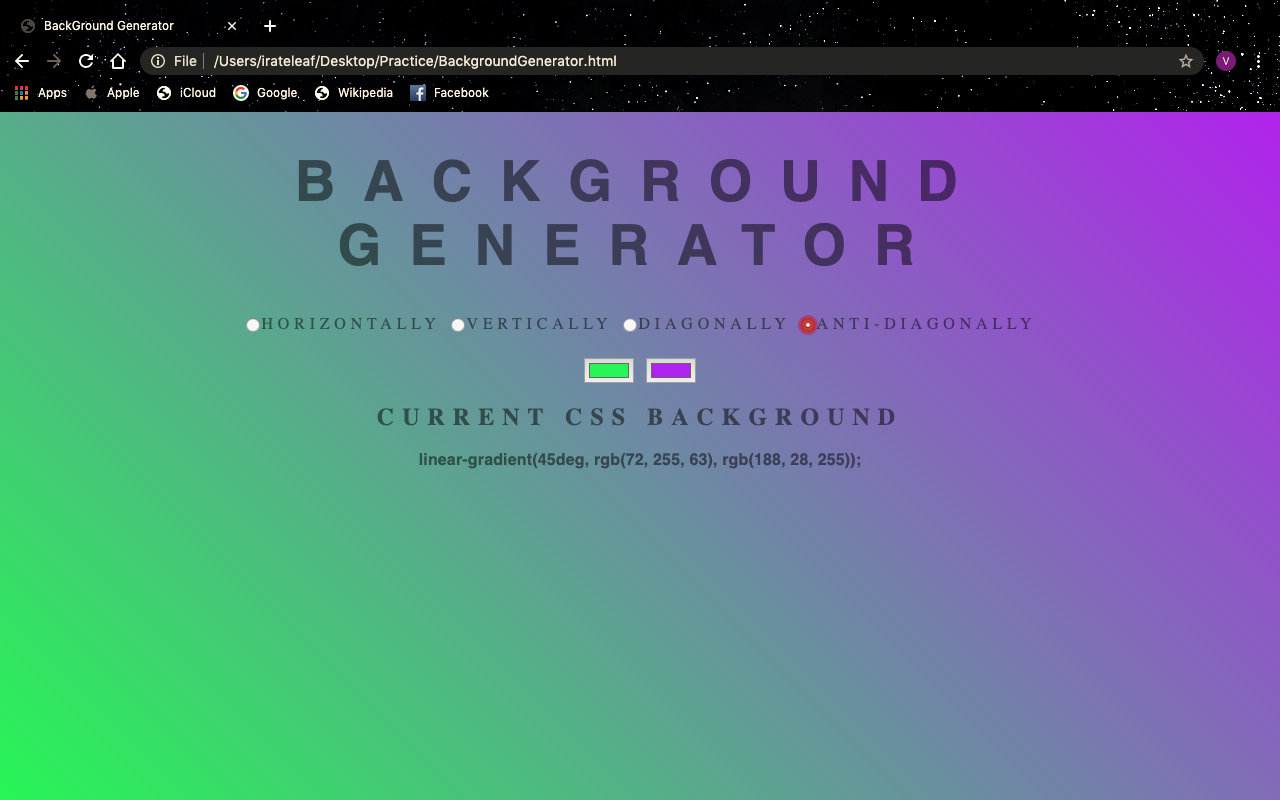 BackGround Generator
File /Users/irateleaf/Desktop/Practice/BackgroundGenerator.html V
Apps Apple iCloud Google Wikipedia Facebook
BACKGROUND
GENERATOR
HORIZONTALLY VERTICALLY DIAGONALLY ANTI-DIAGONALLY
CURRENT CSS BACKGROUND
linear-gradient(45deg, rgb(72, 255, 63), rgb(188, 28, 255));